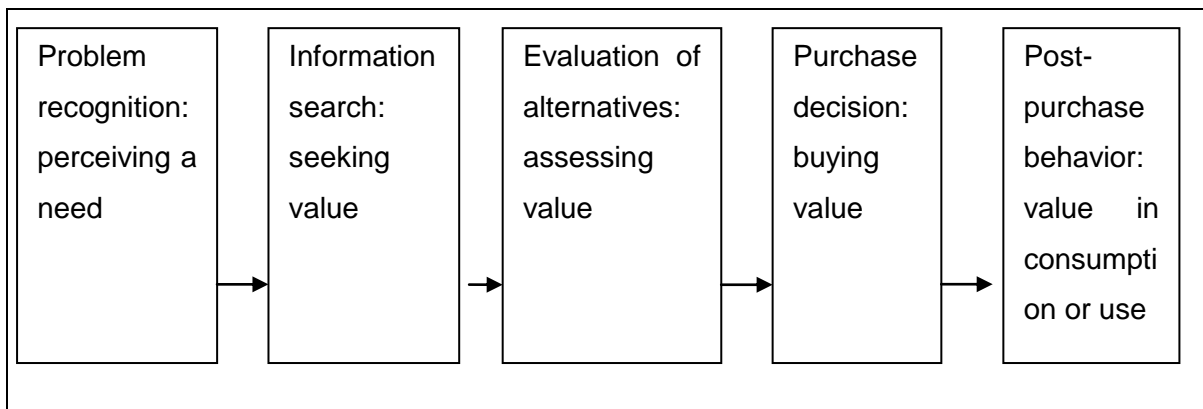 Problem
recognition:
perceiving a
need
Information
search:
seeking
value
Evaluation of
alternatives:
assessing
value
Purchase
decision:
buying
value
Post-
purchase
behavior:
value in
consumpti
on or use